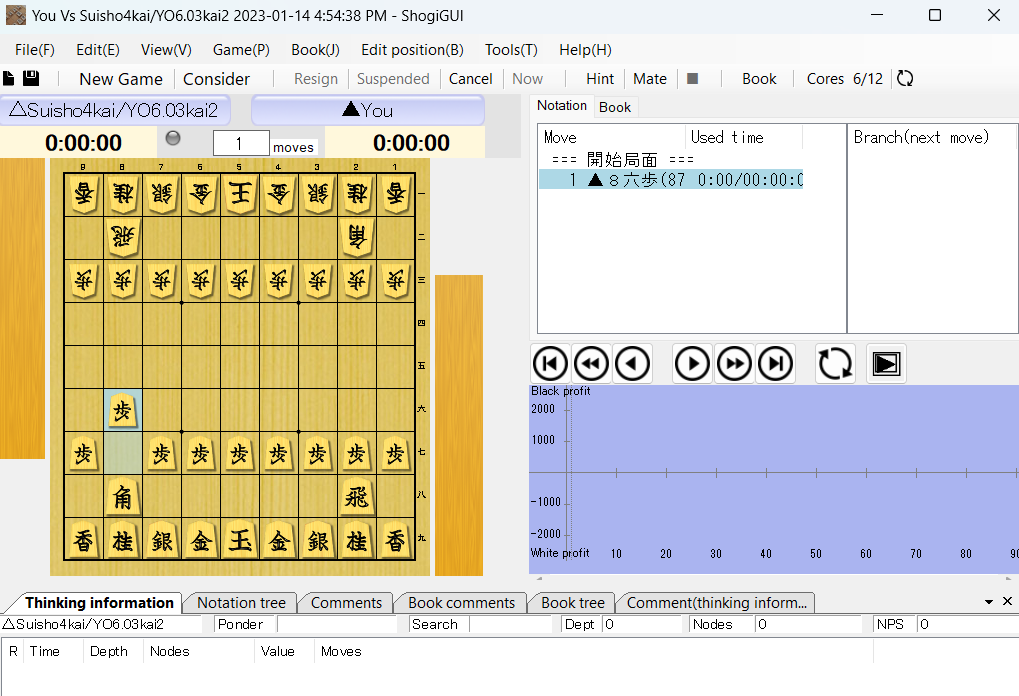 You Vs Suisho4kai/YO6.03kai2 2023-01-14 4:54:38 PM - ShogiGUI
File(F) Edit(E) View(V) Game(P) Book(J) Edit position(B) Tools(T) Help(H)
New Game Consider Resign Suspended Cancel Now Hint Mate Book Cores 6/12
△Suisho4kai/YO6.03kai2 ▲You
0:00:00 1 moves 0:00:00
9 8 7 6 5 4 3 2 1
香 桂 銀 金 王 金 銀 桂 香 一
飛 角 二
歩 歩 歩 歩 歩 歩 歩 歩 歩 三
四
五
歩 六
歩 歩 歩 歩 歩 歩 歩 歩 七
角 飛 八
香 桂 銀 金 玉 金 銀 桂 香 九
Notation Book
Move Used time Branch(next move)
=== 開始局面 ===
1 ▲８六歩(87 0:00/00:00:0
Black profit
2000
1000
-1000
-2000
White profit 10 20 30 40 50 60 70 80 90
Thinking information Notation tree Comments Book comments Book tree Comment(thinking inform...
△Suisho4kai/YO6.03kai2 Ponder Search Dept 0 Nodes 0 NPS 0
R Time Depth Nodes Value Moves